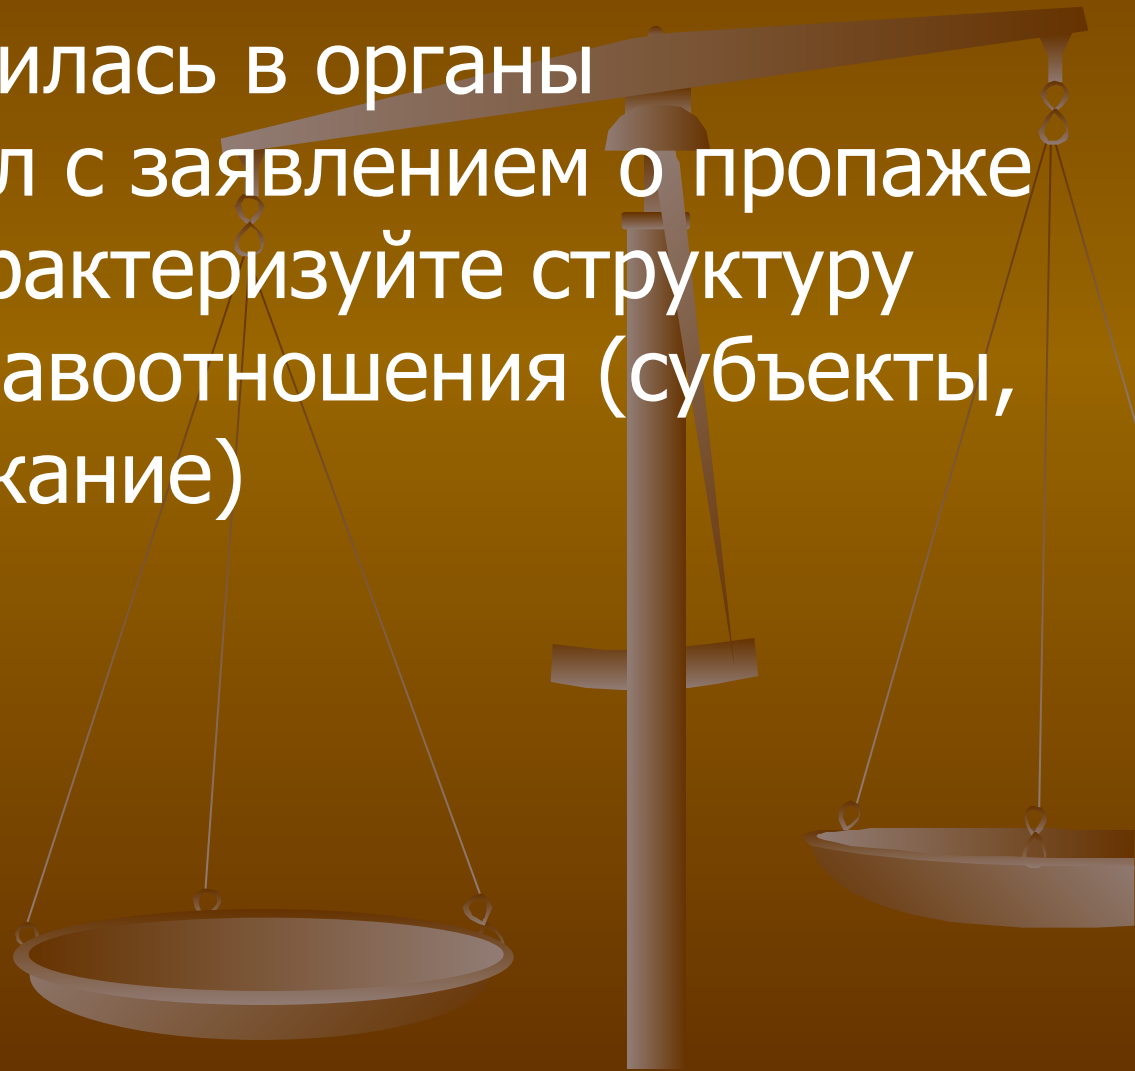 илась в органы
л с заявлением о пропаже
рактеризуйте структуру
авоотношения (субъекты,
кание)